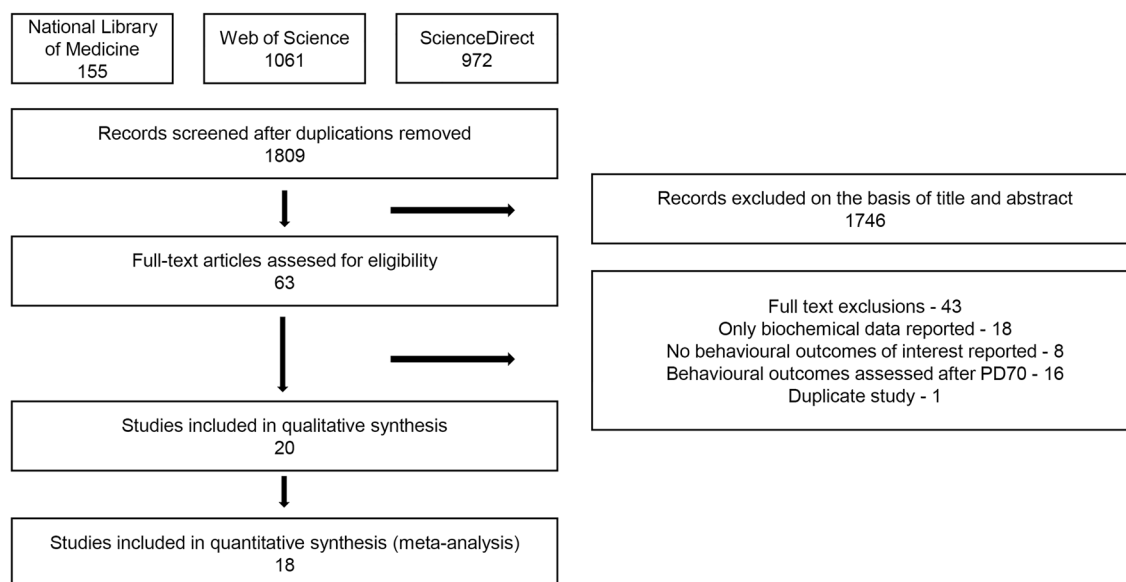 National Library
of Medicine
155
Web of Science
1061
ScienceDirect
972
Records screened after duplications removed
1809
Records excluded on the basis of title and abstract
1746
Full-text articles assesed for eligibility
63
Full text exclusions - 43
Only biochemical data reported - 18
No behavioural outcomes of interest reported - 8
Behavioural outcomes assessed after PD70 - 16
Duplicate study - 1
Studies included in qualitative synthesis
20
Studies included in quantitative synthesis (meta-analysis)
18